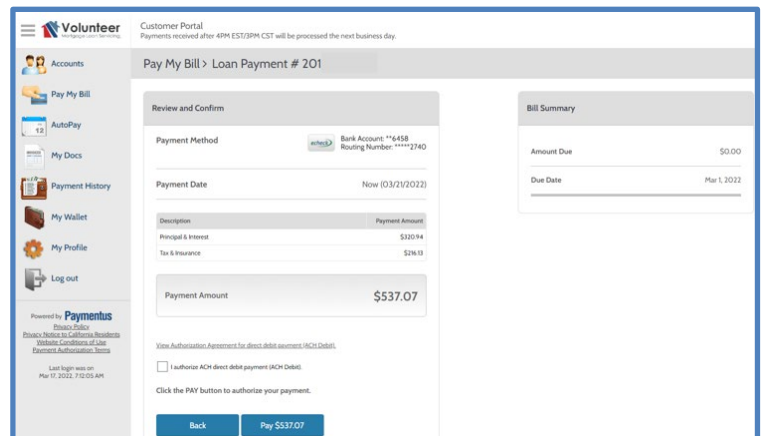 Volunteer
Mortgage Loan Servicing
Customer Portal
Payments received after 4PM EST/3PM CST will be processed the next business day.
Accounts
Pay My Bill
12
AutoPay
My Docs
Payment History
My Wallet
My Profile
Log out
Powered by Paymentus
Privacy Policy
Privacy Notice to California Residents
Website Conditions of Use
Payment Authorization Terms
Last login was on
Mar 17, 2022, 7:12:05 AM
Pay My Bill > Loan Payment # 201
Review and Confirm
Payment Method
echeck
Bank Account: **6458
Routing Number: *****2740
Payment Date
Now (03/21/2022)
Description Payment Amount
Principal & Interest $320.94
Tax & Insurance $216.13
Payment Amount $537.07
View Authorization Agreement for direct debit payment (ACH Debit).
I authorize ACH direct debit payment (ACH Debit).
Click the PAY button to authorize your payment.
Back
Pay $537.07
Bill Summary
Amount Due $0.00
Due Date Mar 1, 2022